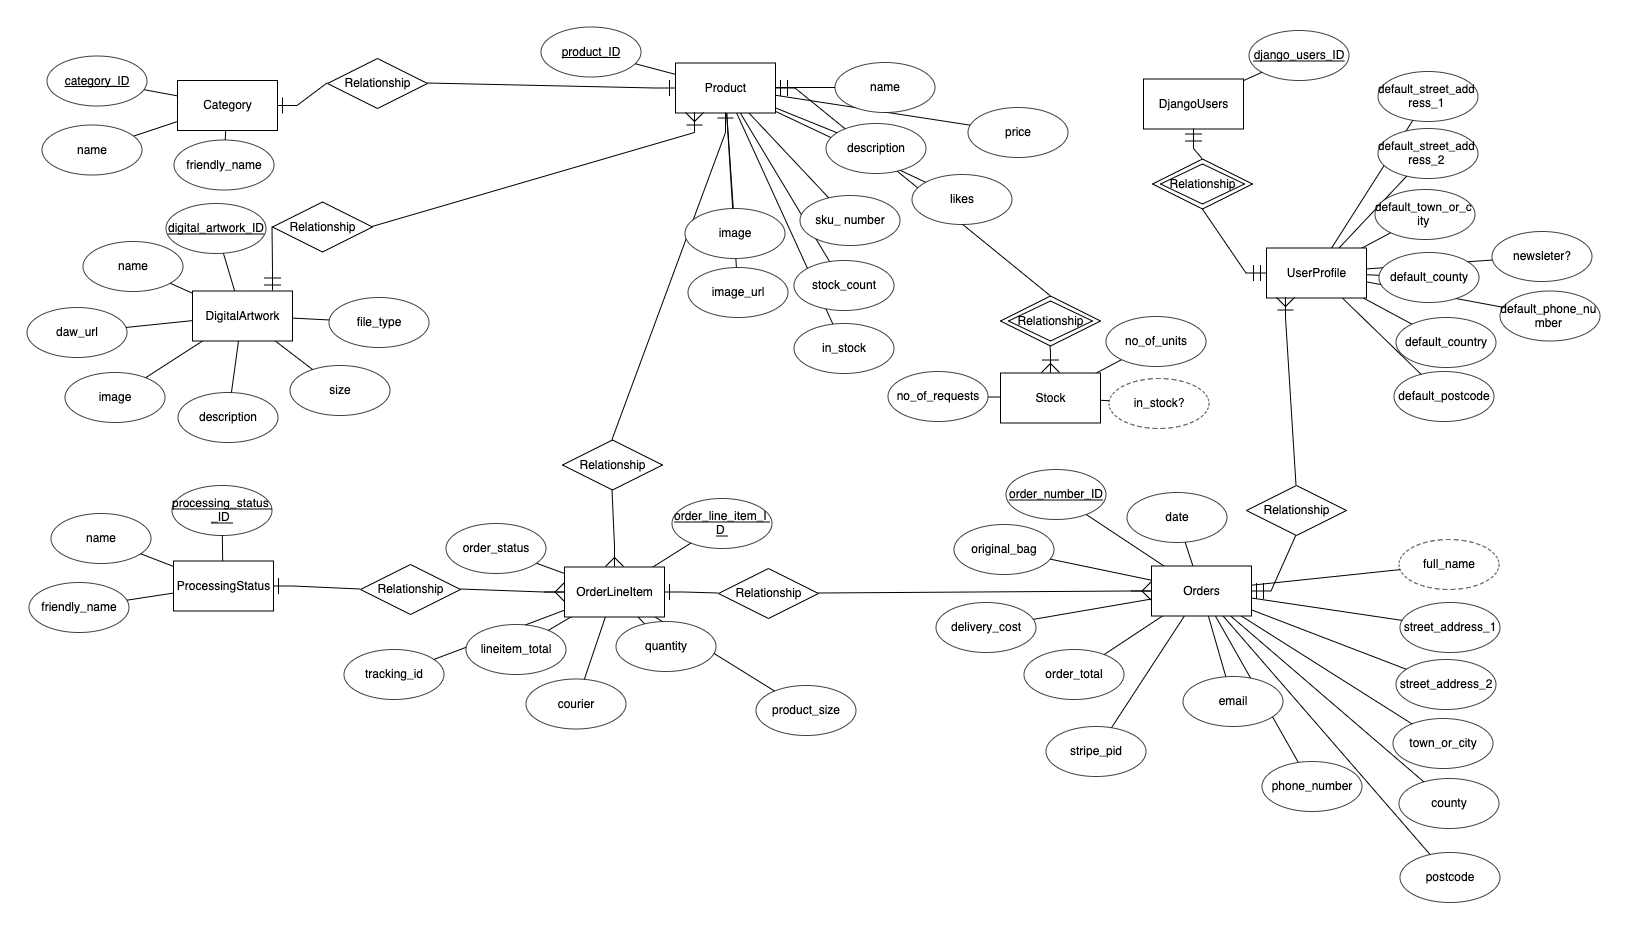 product_ID
django_users_ID
category_ID
Relationship
Product
name
default_street_add
ress_1
Category
DjangoUsers
price
name
description
default_street_add
ress_2
friendly_name
Relationship
likes
digital_artwork_ID
Relationship
image
sku_ number
default_town_or_c
ity
name
UserProfile
default_county
newsleter?
image_url
stock_count
DigitalArtwork
file_type
Relationship
default_phone_nu
mber
daw_url
in_stock
no_of_units
default_country
image
size
no_of_requests
Stock
in_stock?
default_postcode
description
Relationship
order_number_ID
processing_status
_ID
order_line_item_I
D
date
Relationship
name
order_status
original_bag
full_name
ProcessingStatus
Relationship
OrderLineItem
Relationship
Orders
friendly_name
delivery_cost
street_address_1
lineitem_total
quantity
tracking_id
order_total
street_address_2
courier
product_size
email
stripe_pid
town_or_city
phone_number
county
postcode